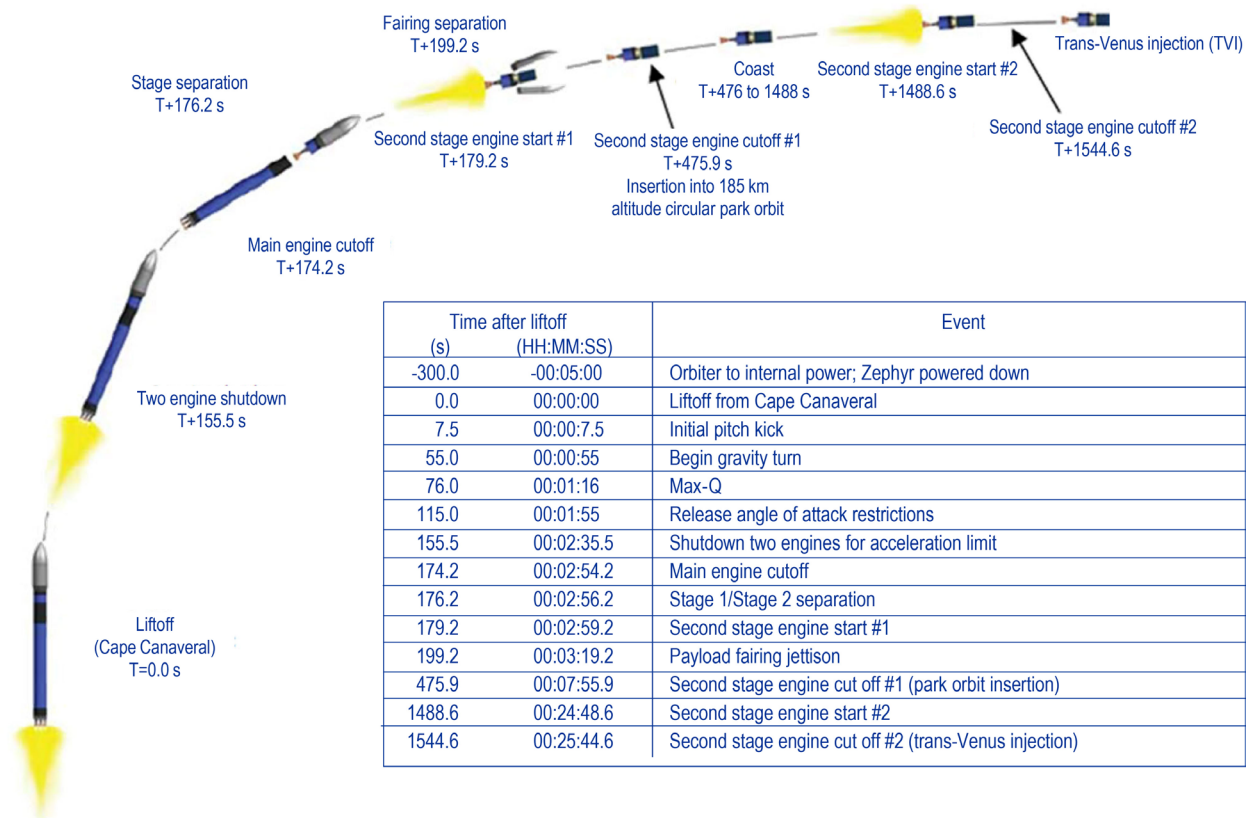 Fairing separation
T+199.2 s
Trans-Venus injection (TVI)
Stage separation
T+176.2 s
Coast
T+476 to 1488 s
Second stage engine start #2
T+1488.6 s
Second stage engine start #1
T+179.2 s
Second stage engine cutoff #1
T+475.9 s
Insertion into 185 km
altitude circular park orbit
Second stage engine cutoff #2
T+1544.6 s
Main engine cutoff
T+174.2 s
Two engine shutdown
T+155.5 s
Liftoff
(Cape Canaveral)
T=0.0 s
Time after liftoff Event
(s) (HH:MM:SS)
-300.0 -00:05:00 Orbiter to internal power; Zephyr powered down
0.0 00:00:00 Liftoff from Cape Canaveral
7.5 00:00:7.5 Initial pitch kick
55.0 00:00:55 Begin gravity turn
76.0 00:01:16 Max-Q
115.0 00:01:55 Release angle of attack restrictions
155.5 00:02:35.5 Shutdown two engines for acceleration limit
174.2 00:02:54.2 Main engine cutoff
176.2 00:02:56.2 Stage 1/Stage 2 separation
179.2 00:02:59.2 Second stage engine start #1
199.2 00:03:19.2 Payload fairing jettison
475.9 00:07:55.9 Second stage engine cut off #1 (park orbit insertion)
1488.6 00:24:48.6 Second stage engine start #2
1544.6 00:25:44.6 Second stage engine cut off #2 (trans-Venus injection)